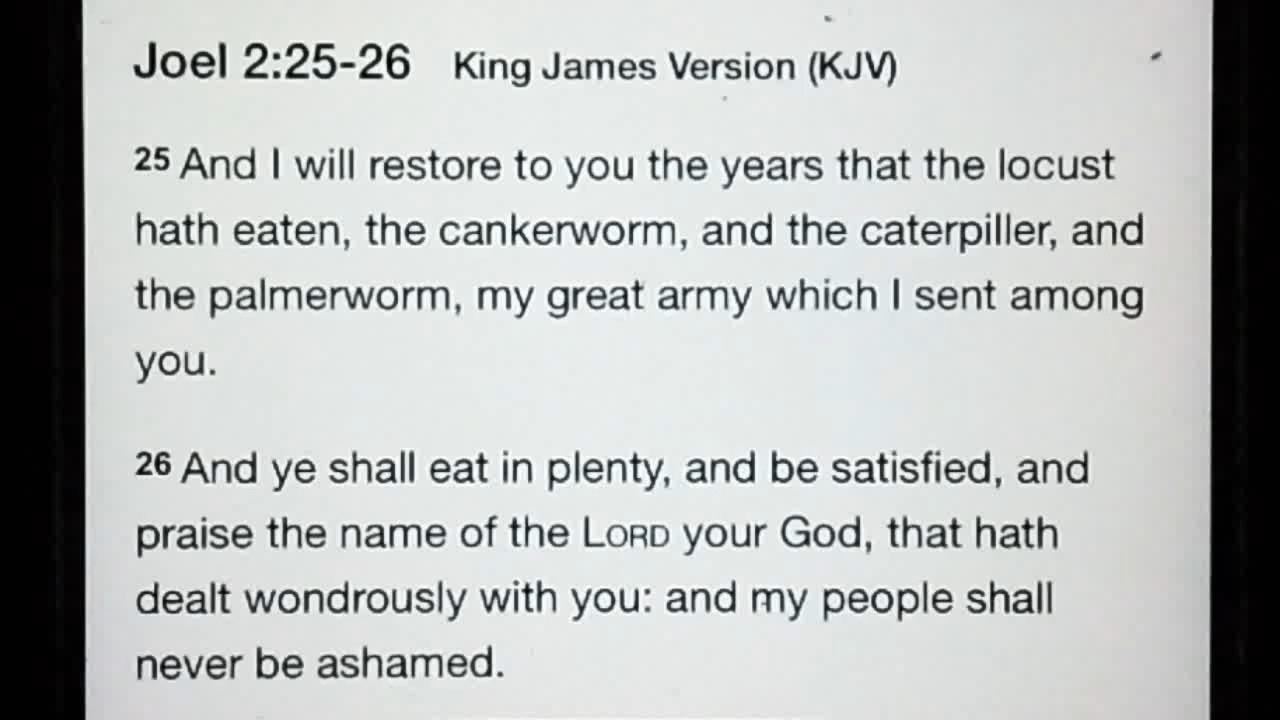 Joel 2:25-26 King James Version (KJV)
25 And I will restore to you the years that the locust
hath eaten, the cankerworm, and the caterpiller, and
the palmerworm, my great army which I sent among
you.
26 And ye shall eat in plenty, and be satisfied, and
praise the name of the LORD your God, that hath
dealt wondrously with you: and my people shall
never be ashamed.